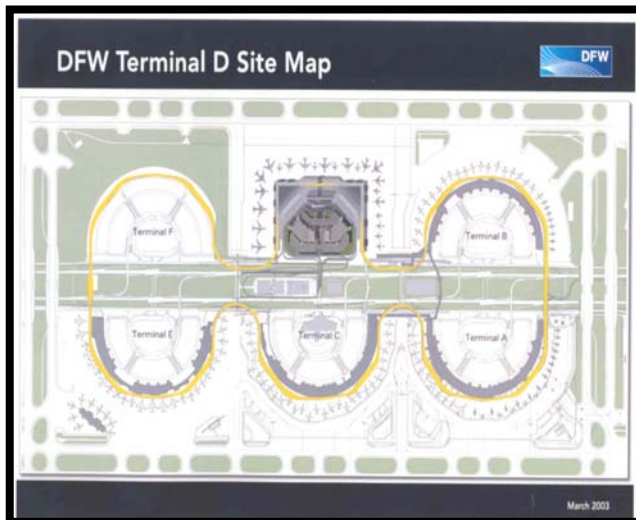 DFW Terminal D Site Map
DFW
Terminal F
Terminal B
Terminal E
Terminal C
Terminal A
March 2003